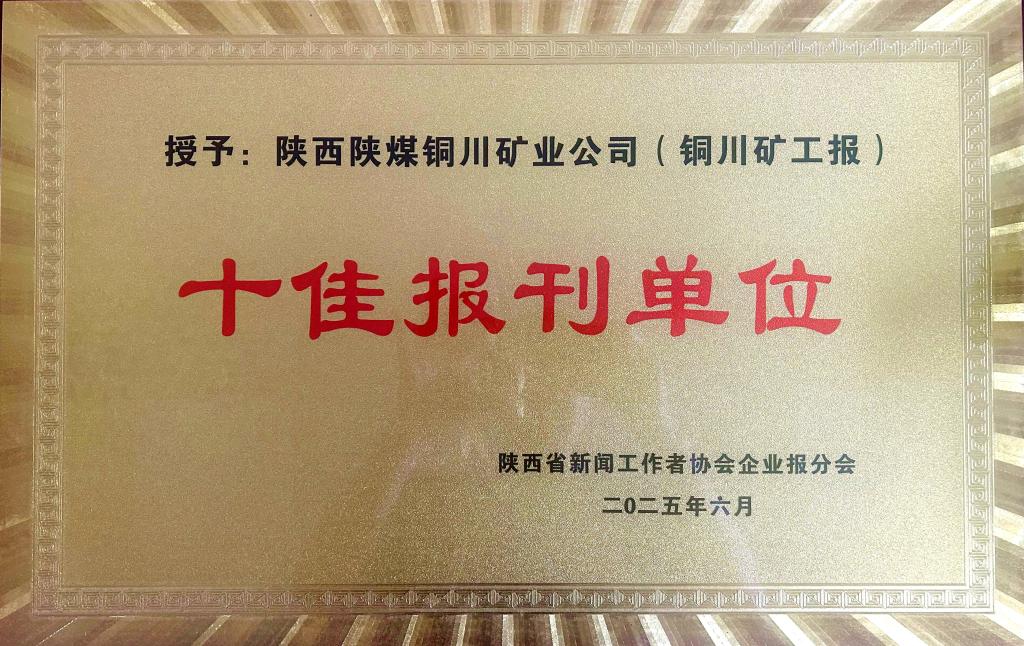 授予：陕西陕煤铜川矿业公司（铜川矿工报）
十佳报刊单位
陕西省新闻工作者协会企业报分会
二0二五年六月